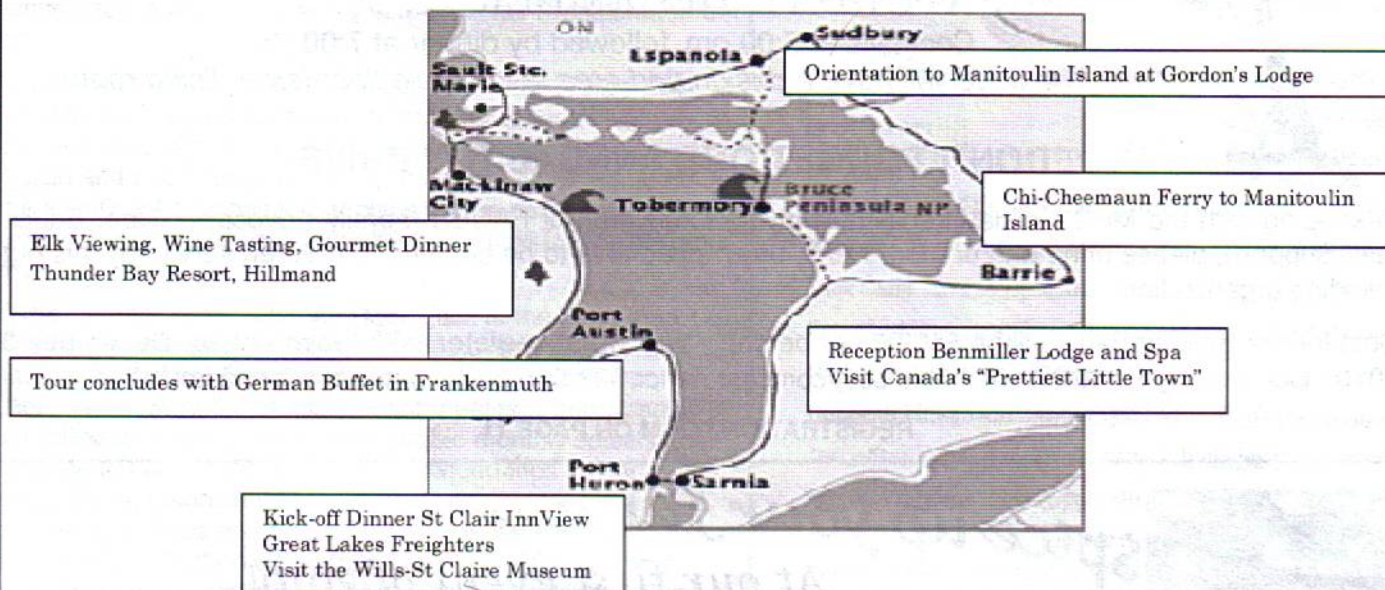 ON
Sudbury
Espanola
Sault Ste.
Marie
Orientation to Manitoulin Island at Gordon's Lodge
Mackinaw
City
Tobermory
Bruce
Peninsula NP
Chi-Cheemaun Ferry to Manitoulin
Island
Barrie
Elk Viewing, Wine Tasting, Gourmet Dinner
Thunder Bay Resort, Hillmand
Port
Austin
Tour concludes with German Buffet in Frankenmuth
Reception Benmiller Lodge and Spa
Visit Canada's "Prettiest Little Town"
Port
Huron
Sarnia
Kick-off Dinner St Clair InnView
Great Lakes Freighters
Visit the Wills-St Claire Museum